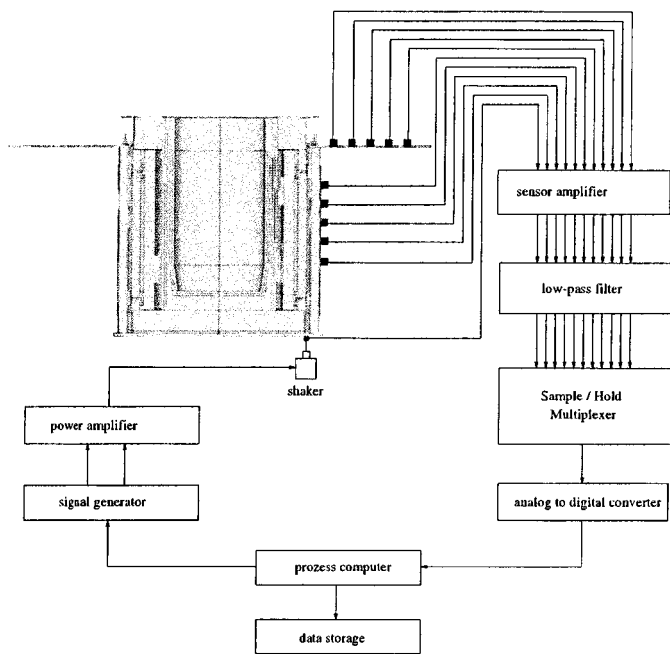 sensor amplifier
low-pass filter
shaker
Sample / Hold
Multiplexer
power amplifier
signal generator
analog to digital converter
prozess computer
data storage